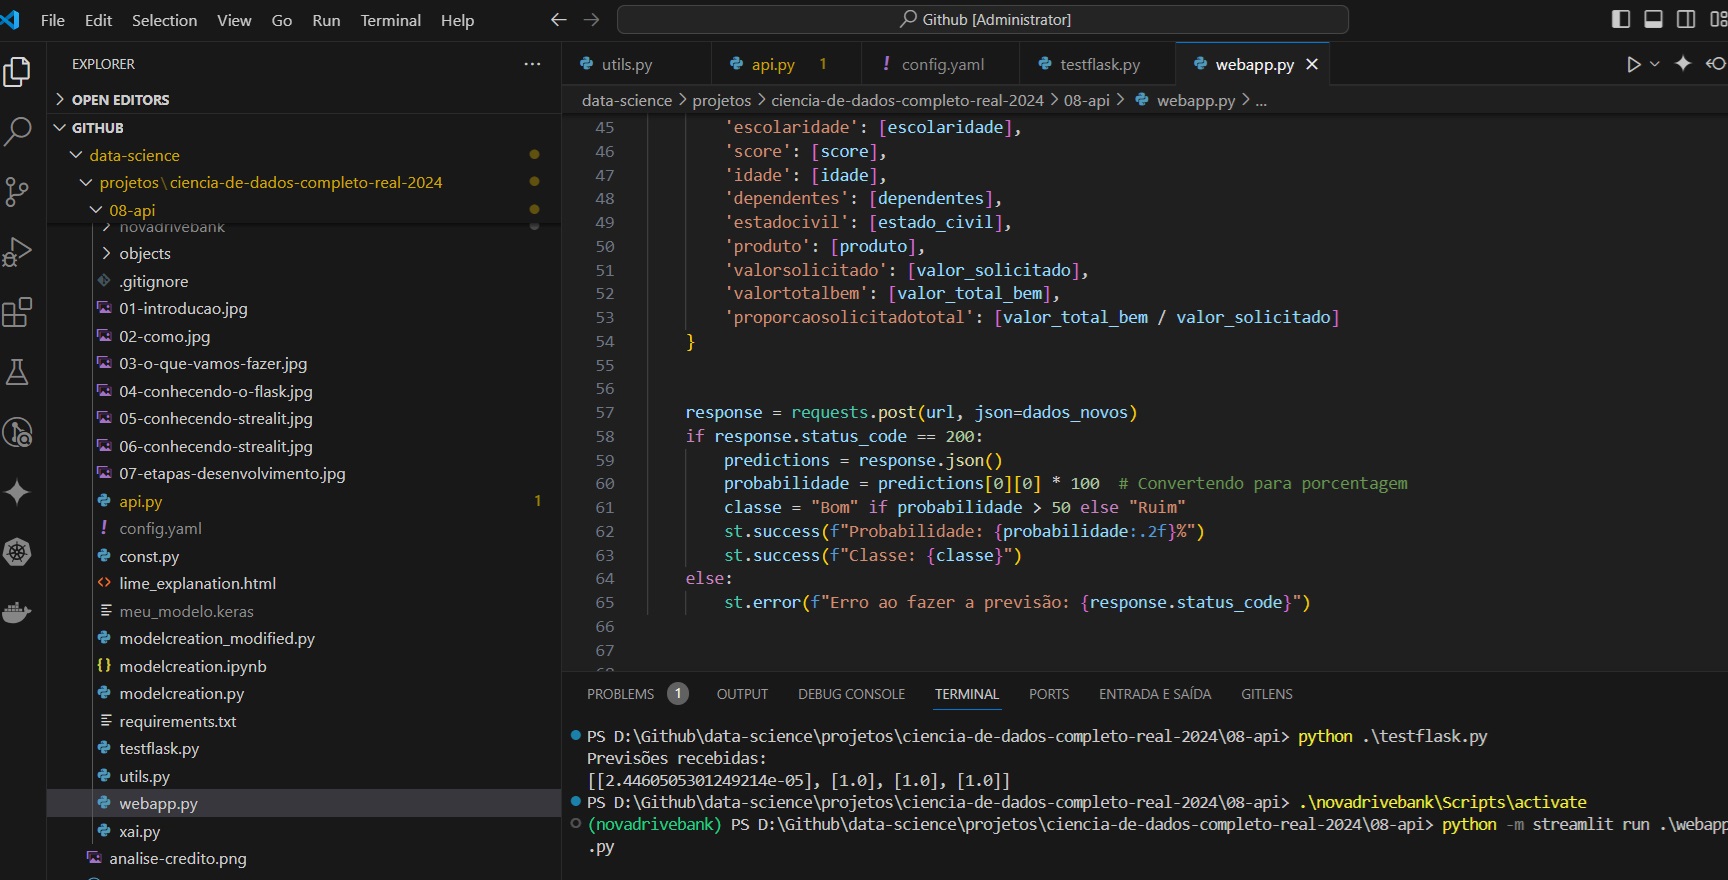 File Edit Selection View Go Run Terminal Help
Github [Administrator]
EXPLORER
OPEN EDITORS
GITHUB
data-science
projetos\ciencia-de-dados-completo-real-2024
08-api
novadrivebank
objects
.gitignore
01-introducao.jpg
02-como.jpg
03-o-que-vamos-fazer.jpg
04-conhecendo-o-flask.jpg
05-conhecendo-strealit.jpg
06-conhecendo-strealit.jpg
07-etapas-desenvolvimento.jpg
api.py 1
config.yaml
const.py
lime_explanation.html
meu_modelo.keras
modelcreation_modified.py
modelcreation.ipynb
modelcreation.py
requirements.txt
testflask.py
utils.py
webapp.py
xai.py
analise-credito.png
utils.py api.py 1 config.yaml testflask.py webapp.py
data-science > projetos > ciencia-de-dados-completo-real-2024 > 08-api > webapp.py > ...
45 'escolaridade': [escolaridade],
46 'score': [score],
47 'idade': [idade],
48 'dependentes': [dependentes],
49 'estadocivil': [estado_civil],
50 'produto': [produto],
51 'valorsolicitado': [valor_solicitado],
52 'valortotalbem': [valor_total_bem],
53 'proporcaosolicitadototal': [valor_total_bem / valor_solicitado]
54 }
55
56
57 response = requests.post(url, json=dados_novos)
58 if response.status_code == 200:
59 predictions = response.json()
60 probabilidade = predictions[0][0] * 100 # Convertendo para porcentagem
61 classe = "Bom" if probabilidade > 50 else "Ruim"
62 st.success(f"Probabilidade: {probabilidade:.2f}%")
63 st.success(f"Classe: {classe}")
64 else:
65 st.error(f"Erro ao fazer a previsão: {response.status_code}")
66
67
PROBLEMS 1 OUTPUT DEBUG CONSOLE TERMINAL PORTS ENTRADA E SAÍDA GITLENS
PS D:\Github\data-science\projetos\ciencia-de-dados-completo-real-2024\08-api> python .\testflask.py
Previsões recebidas:
[[2.4460505301249214e-05], [1.0], [1.0], [1.0]]
PS D:\Github\data-science\projetos\ciencia-de-dados-completo-real-2024\08-api> .\novadrivebank\Scripts\activate
(novadrivebank) PS D:\Github\data-science\projetos\ciencia-de-dados-completo-real-2024\08-api> python -m streamlit run .\webapp
.py